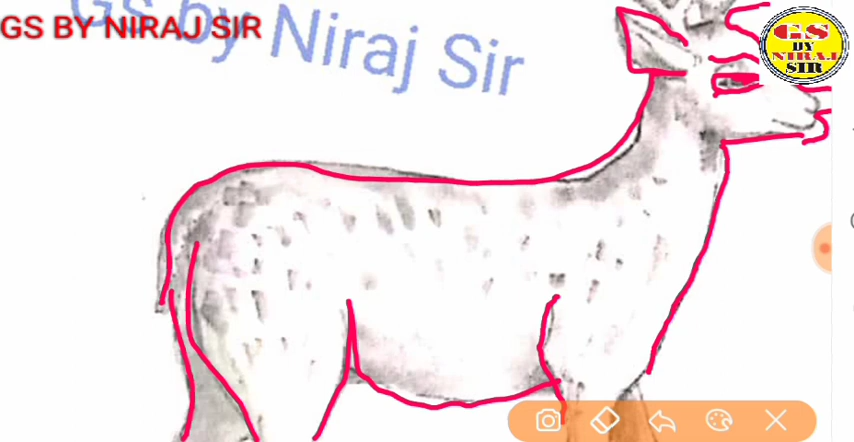 GS BY NIRAJ SIR
Gs by Niraj Sir
GS
BY
NIRAJ
SIR